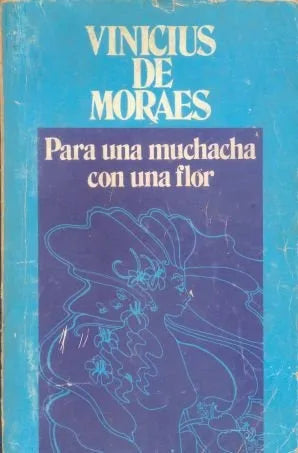 VINICIUS
DE
MORAES
Para una muchacha
con una flor